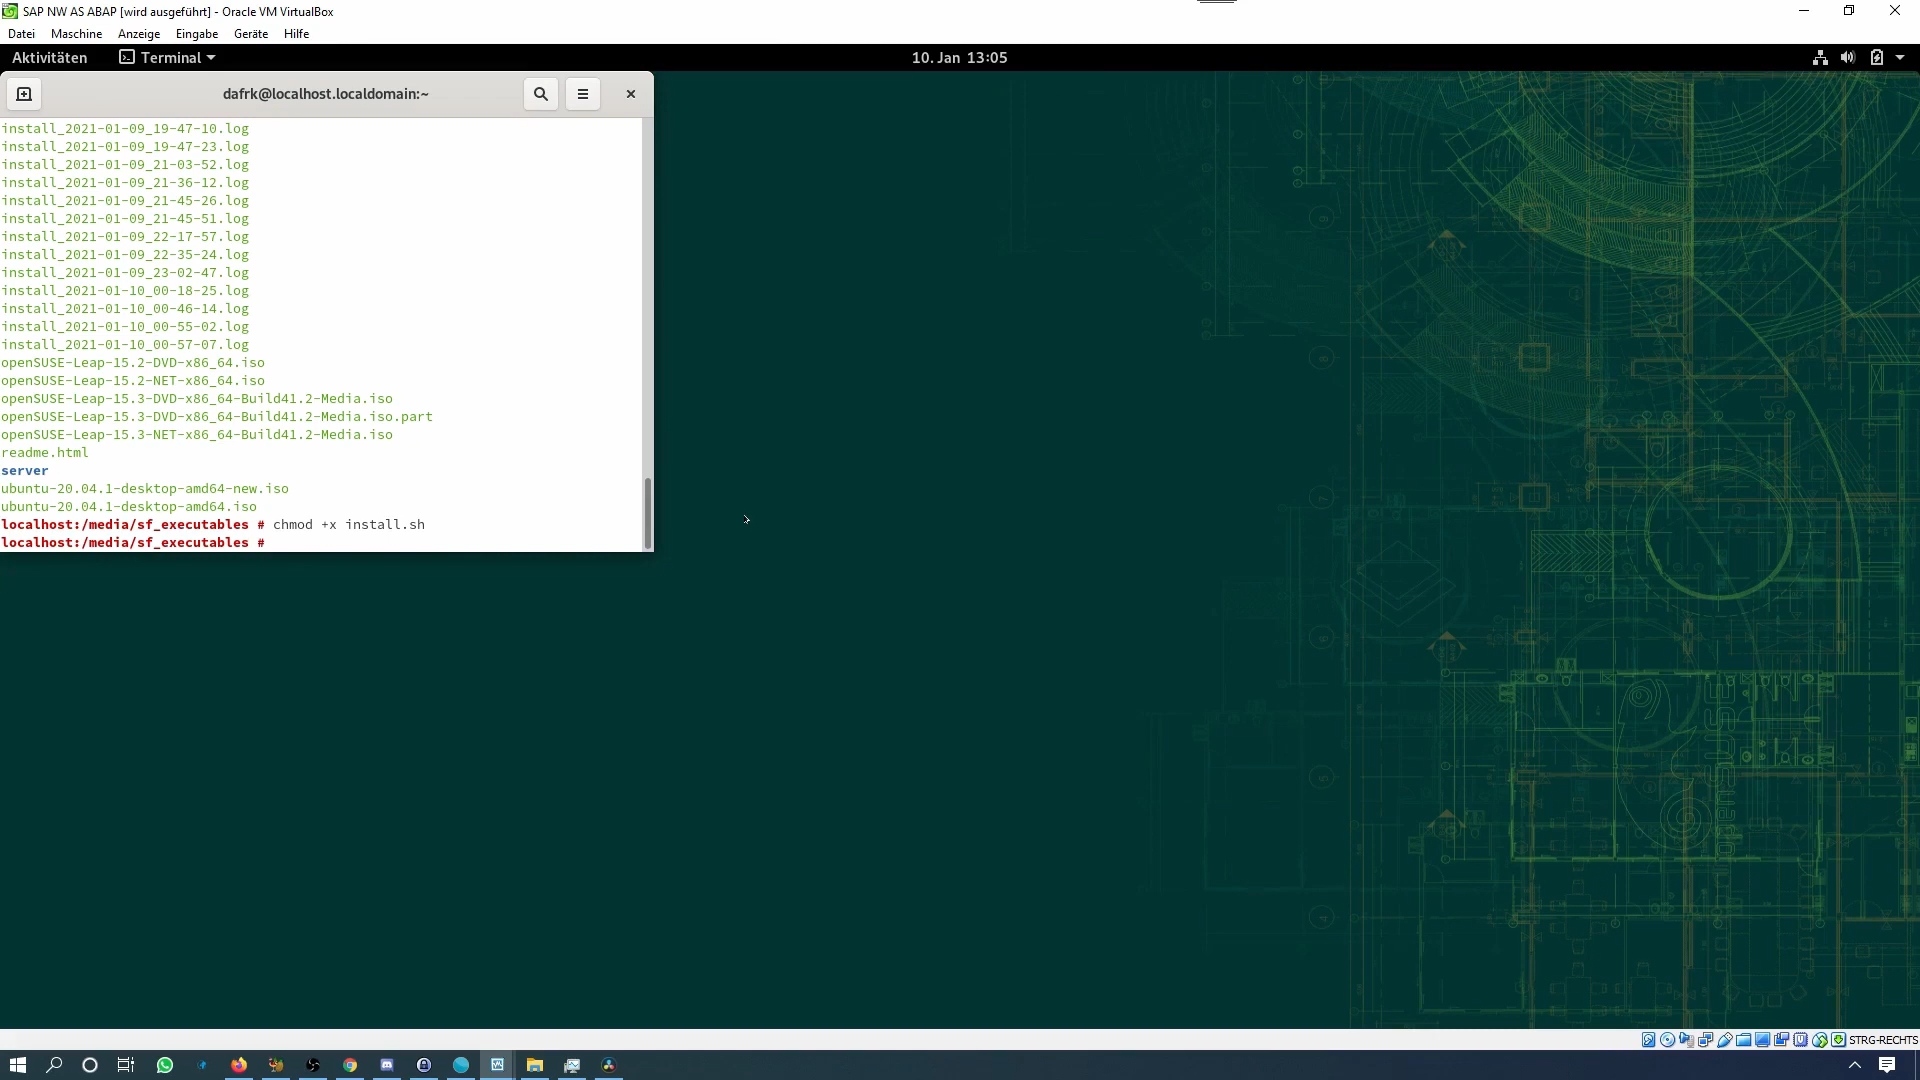 SAP NW AS ABAP [wird ausgeführt] - Oracle VM VirtualBox
Datei Maschine Anzeige Eingabe Geräte Hilfe
Aktivitäten Terminal 10. Jan 13:05
dafrk@localhost.localdomain:~
install_2021-01-09_19-47-10.log
install_2021-01-09_19-47-23.log
install_2021-01-09_21-03-52.log
install_2021-01-09_21-36-12.log
install_2021-01-09_21-45-26.log
install_2021-01-09_21-45-51.log
install_2021-01-09_22-17-57.log
install_2021-01-09_22-35-24.log
install_2021-01-09_23-02-47.log
install_2021-01-10_00-18-25.log
install_2021-01-10_00-46-14.log
install_2021-01-10_00-55-02.log
install_2021-01-10_00-57-07.log
openSUSE-Leap-15.2-DVD-x86_64.iso
openSUSE-Leap-15.2-NET-x86_64.iso
openSUSE-Leap-15.3-DVD-x86_64-Build41.2-Media.iso
openSUSE-Leap-15.3-DVD-x86_64-Build41.2-Media.iso.part
openSUSE-Leap-15.3-NET-x86_64-Build41.2-Media.iso
readme.html
server
ubuntu-20.04.1-desktop-amd64-new.iso
ubuntu-20.04.1-desktop-amd64.iso
localhost:/media/sf_executables # chmod +x install.sh
localhost:/media/sf_executables #
9
8
7
6
5
4
openSUSE
STRG-RECHTS